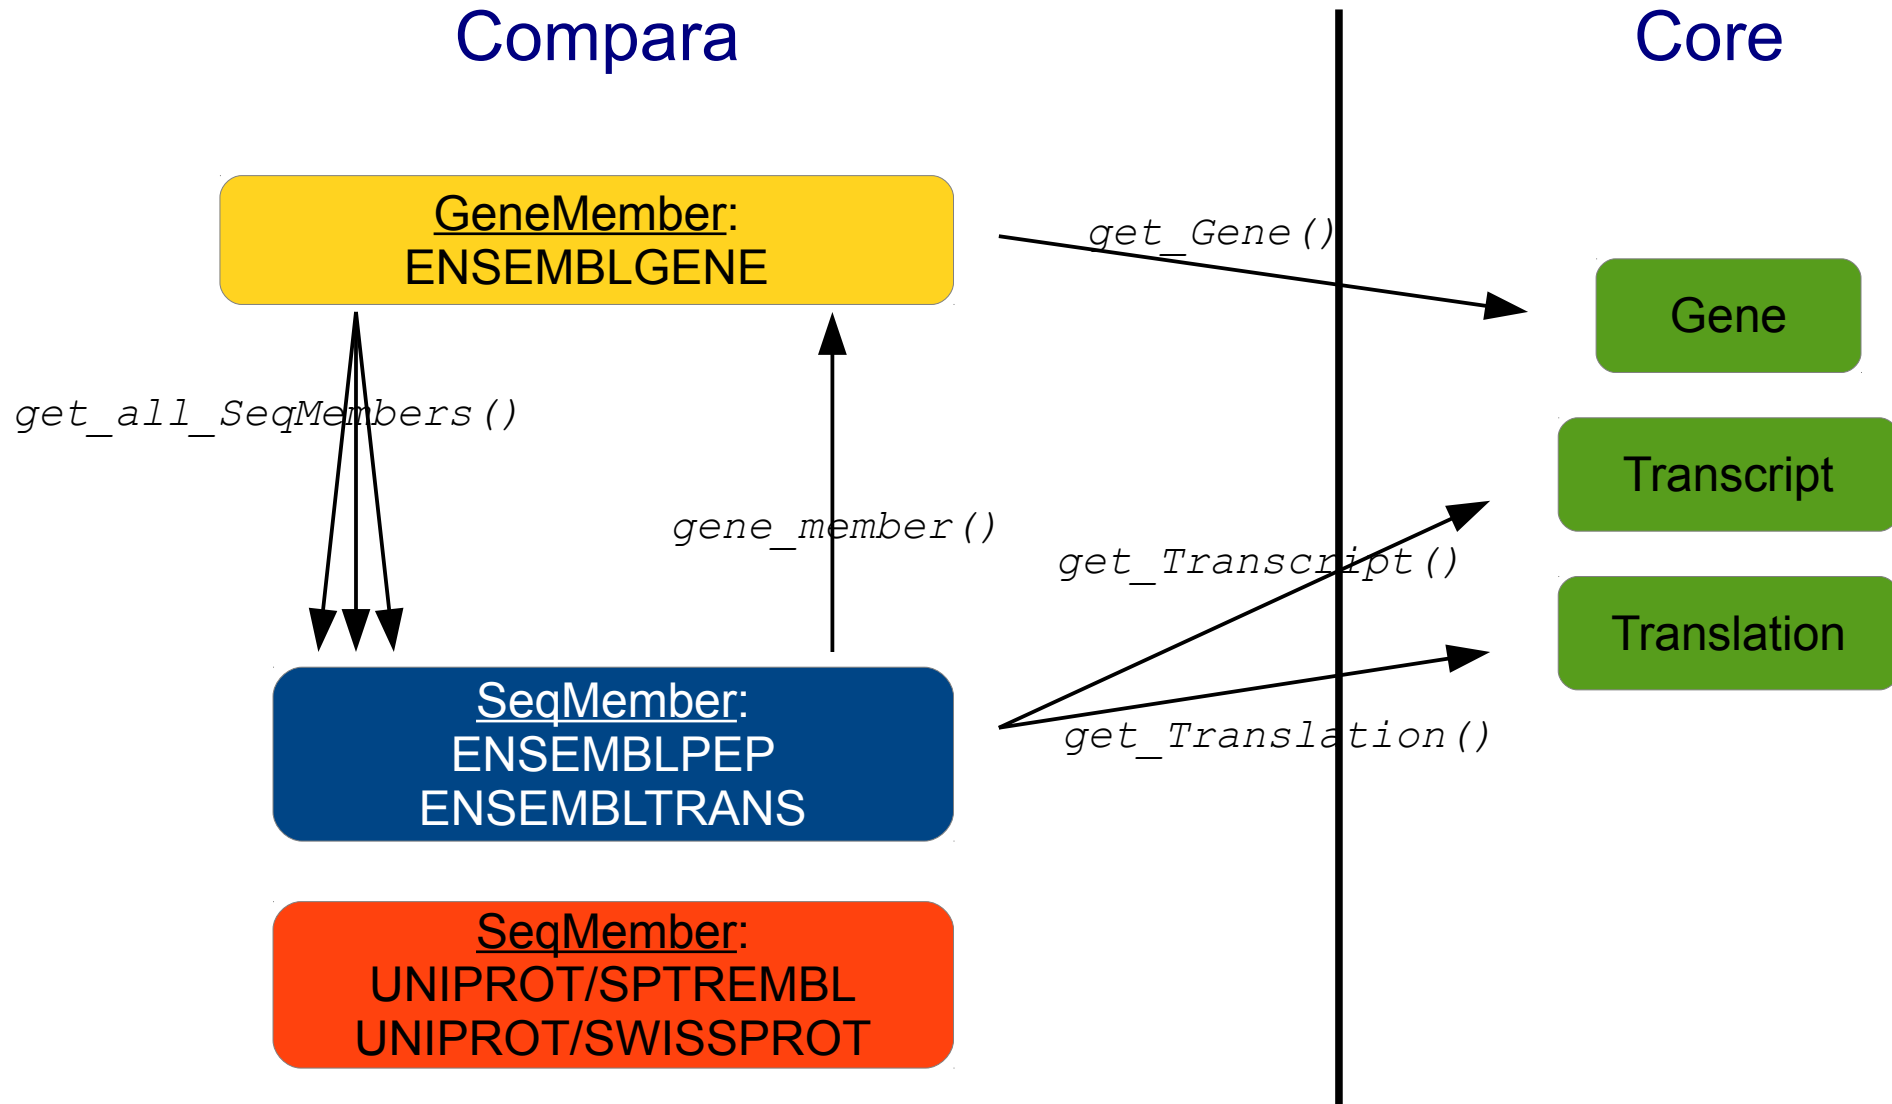 Compara
Core
GeneMember:
ENSEMBLGENE
get_Gene()
Gene
get_all_SeqMembers()
Transcript
gene_member()
get_Transcript()
Translation
SeqMember:
ENSEMBLPEP
ENSEMBLTRANS
get_Translation()
SeqMember:
UNIPROT/SPTREMBL
UNIPROT/SWISSPROT